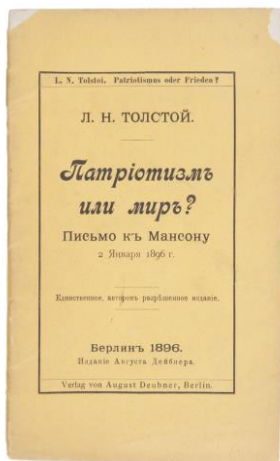 L. N. Tolstoi. Patriotismus oder Frieden?
Л. Н. ТОЛСТОЙ.
Патріотизмъ
или миръ?
Письмо къ Мансону
2 Января 1896 г.
Единственное, авторомъ разрѣшенное изданіе.
Берлинъ 1896.
Изданіе Августа Дейбнера.
Verlag von August Deubner, Berlin.